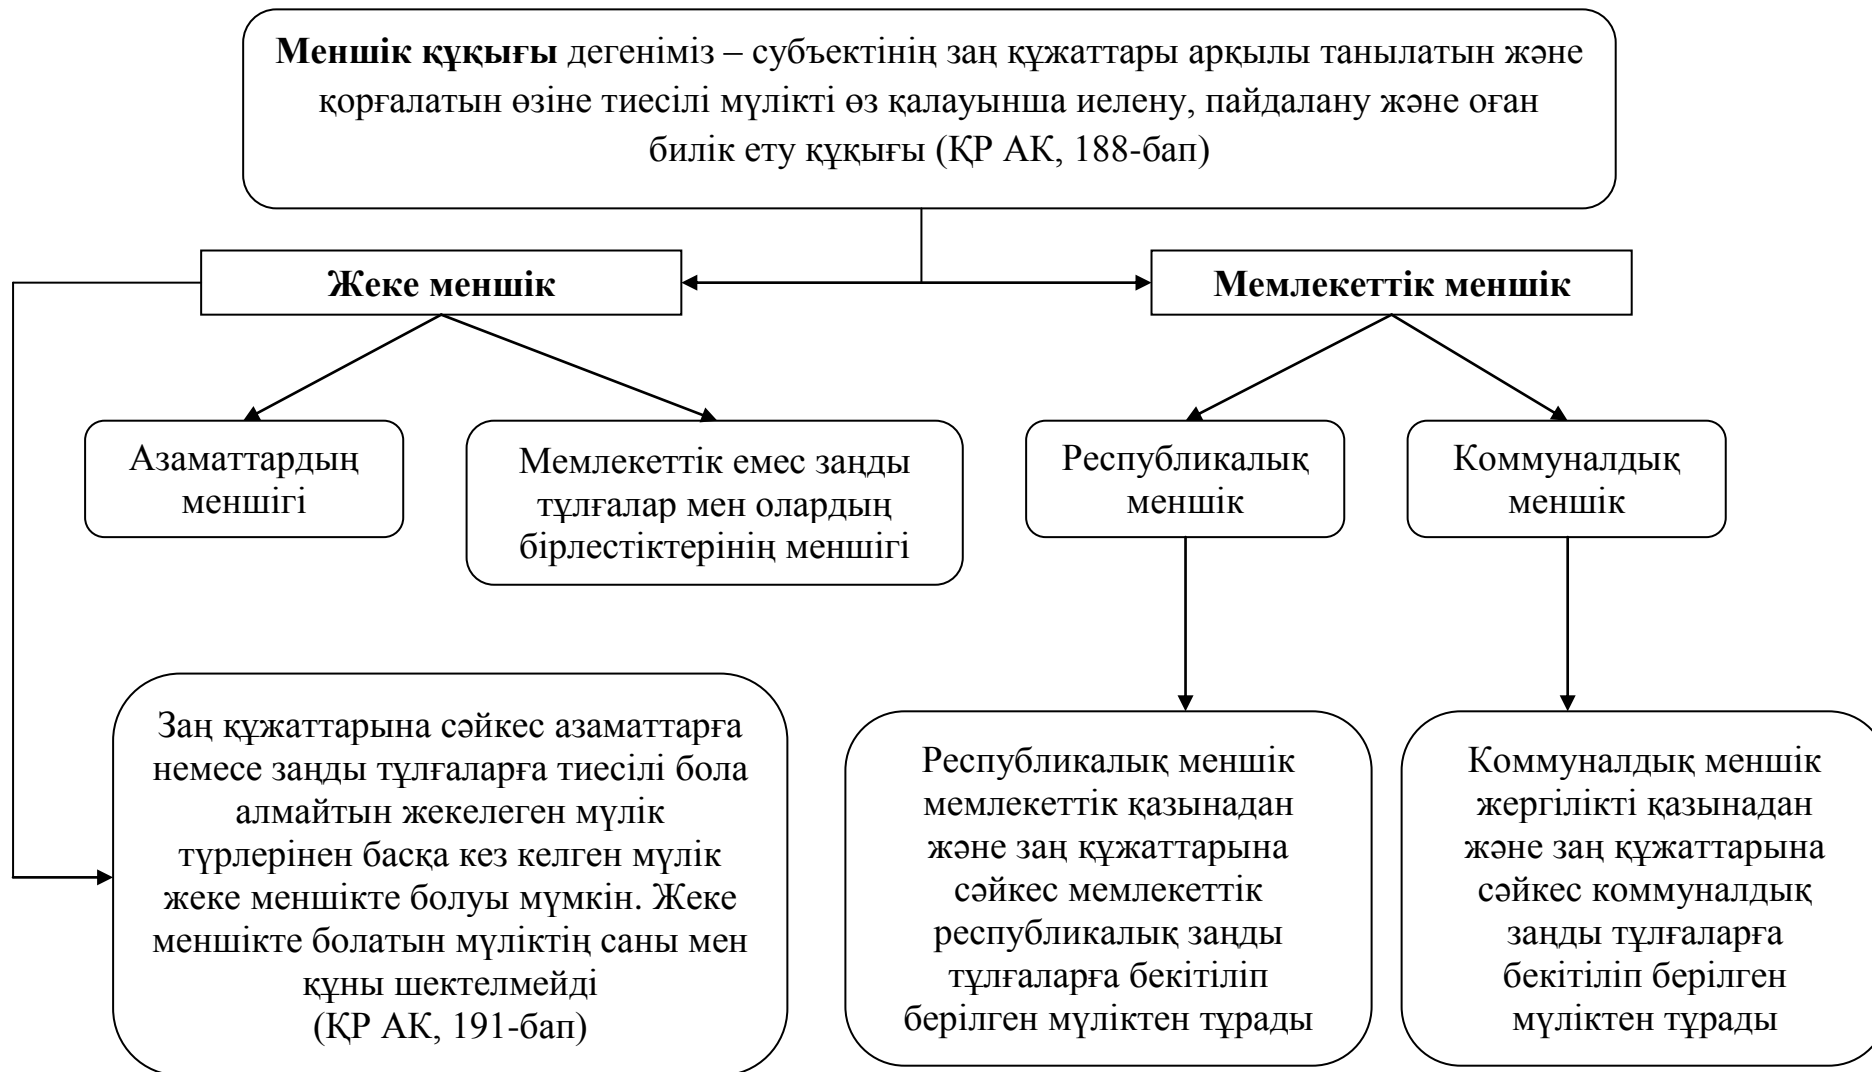 Меншік құқығы дегеніміз – субъектінің заң құжаттары арқылы танылатын және
қорғалатын өзіне тиесілі мүлікті өз қалауынша иелену, пайдалану және оған
билік ету құқығы (ҚР АК, 188-бап)
Жеке меншік
Мемлекеттік меншік
Азаматтардың
меншігі
Мемлекеттік емес заңды
тұлғалар мен олардың
бірлестіктерінің меншігі
Республикалық
меншік
Коммуналдық
меншік
Заң құжаттарына сәйкес азаматтарға
немесе заңды тұлғаларға тиесілі бола
алмайтын жекелеген мүлік
түрлерінен басқа кез келген мүлік
жеке меншікте болуы мүмкін. Жеке
меншікте болатын мүліктің саны мен
құны шектелмейді
(ҚР АК, 191-бап)
Республикалық меншік
мемлекеттік қазынадан
және заң құжаттарына
сәйкес мемлекеттік
республикалық заңды
тұлғаларға бекітіліп
берілген мүліктен тұрады
Коммуналдық меншік
жергілікті қазынадан
және заң құжаттарына
сәйкес коммуналдық
заңды тұлғаларға
бекітіліп берілген
мүліктен тұрады